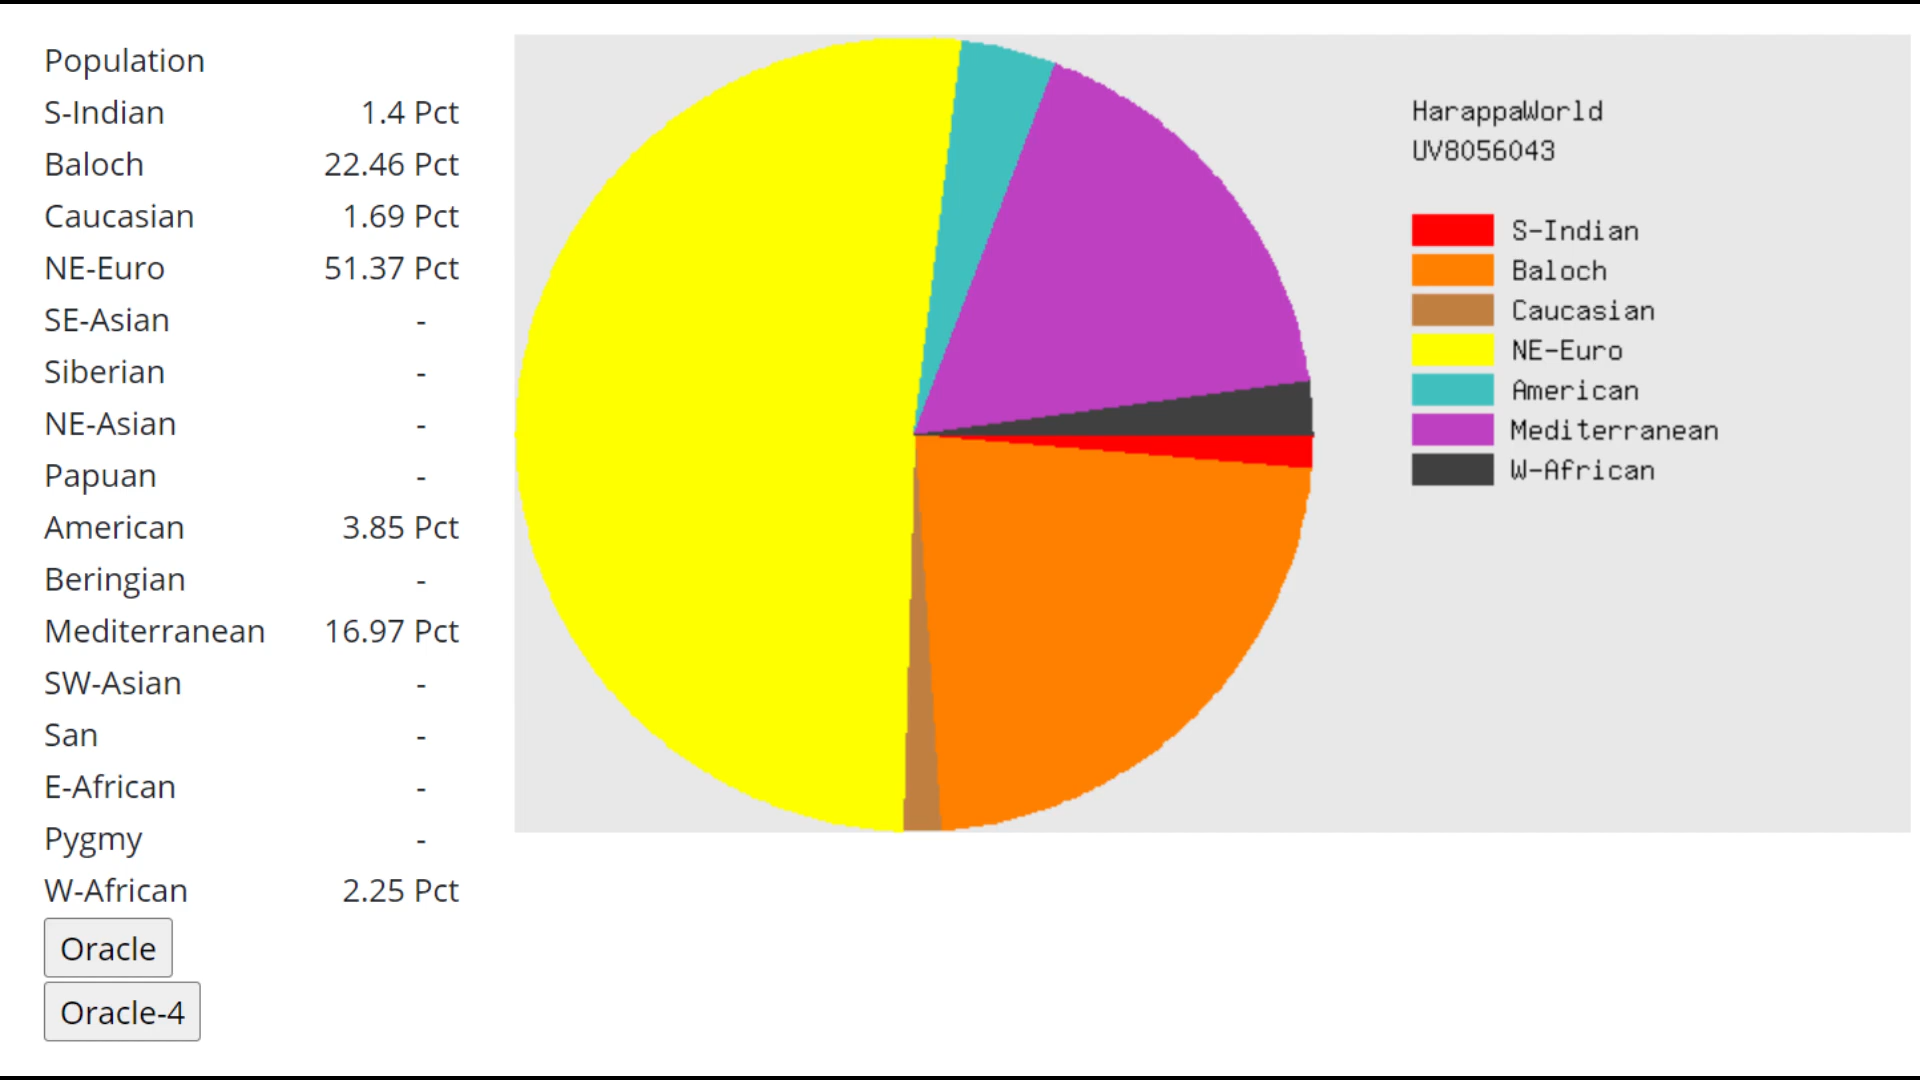 Population
S-Indian 1.4 Pct
Baloch 22.46 Pct
Caucasian 1.69 Pct
NE-Euro 51.37 Pct
SE-Asian -
Siberian -
NE-Asian -
Papuan -
American 3.85 Pct
Beringian -
Mediterranean 16.97 Pct
SW-Asian -
San -
E-African -
Pygmy -
W-African 2.25 Pct
Oracle
Oracle-4
HarappaWorld
UV8056043
S-Indian
Baloch
Caucasian
NE-Euro
American
Mediterranean
W-African